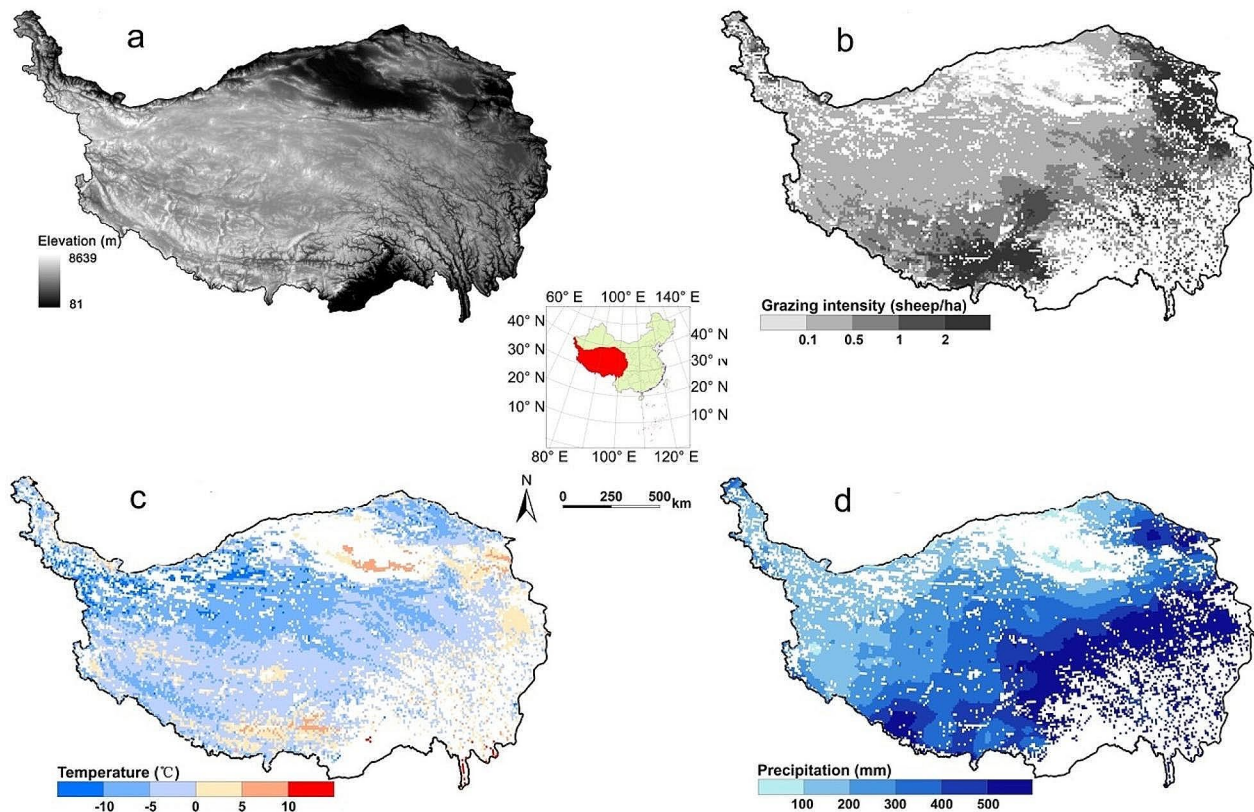 a
b
Elevation (m)
8639
81
Grazing intensity (sheep/ha)
0.1 0.5 1 2
60° E 100° E 140° E
40° N
30° N
20° N
10° N
40° N
30° N
20° N
10° N
80° E 100° E 120° E
N
0 250 500 km
c
d
Temperature (℃)
-10 -5 0 5 10
Precipitation (mm)
100 200 300 400 500